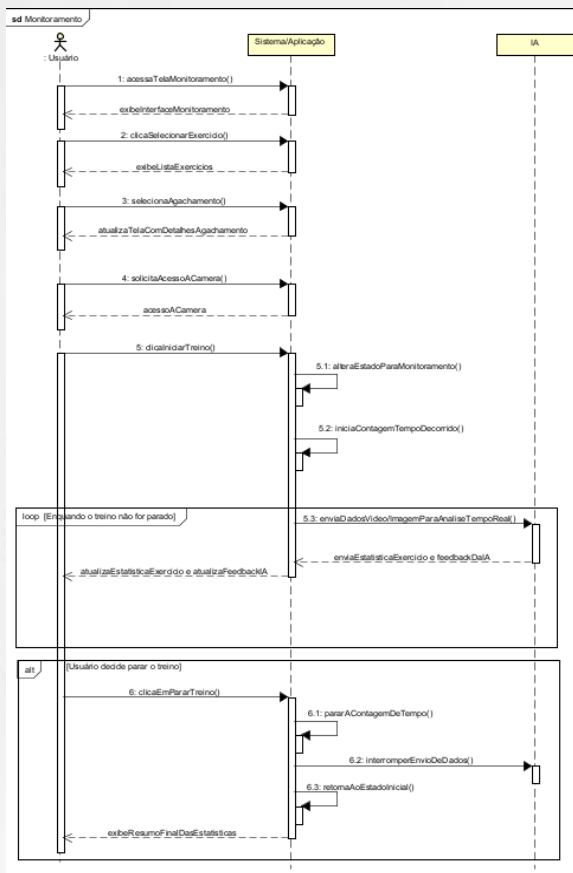 sd Monitoramento
: Usuário
Sistema/Aplicação
IA
1: acessaTelaMonitoramento()
exibeInterfaceMonitoramento
2: clicaSelecionarExercicio()
exibeListaExercicios
3: selecionaAgachamento()
atualizaTelaComDetalhesAgachamento
4: solicitaAcessoACamera()
acessoACamera
5: clicaIniciarTreino()
5.1: alteraEstadoParaMonitoramento()
5.2: iniciaContagemTempoDecorrido()
loop [Enquando o treino não for parado]
5.3: enviaDadosVideo/ImagemParaAnaliseTempoReal()
enviaEstatisticaExercicio e feedbackDaIA
atualizaEstatisticaExercicio e atualizaFeedbackIA
alt [Usuário decide parar o treino]
6: clicaEmPararTreino()
6.1: pararAContagemDeTempo()
6.2: interromperEnvioDeDados()
6.3: retornaAoEstadoInicial()
exibeResumoFinalDasEstatisticas